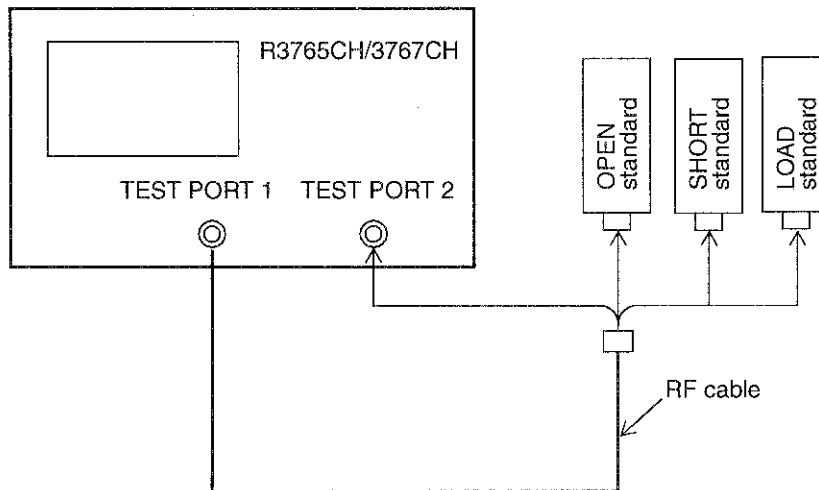 R3765CH/3767CH
TEST PORT 1
TEST PORT 2
OPEN
standard
SHORT
standard
LOAD
standard
RF cable